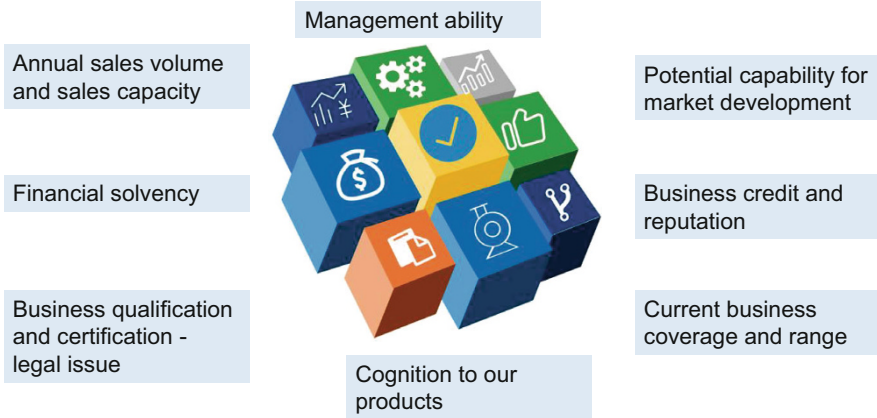 Management ability
Annual sales volume
and sales capacity
Potential capability for
market development
Financial solvency
Business credit and
reputation
Business qualification
and certification -
legal issue
Current business
coverage and range
Cognition to our
products
¥
$